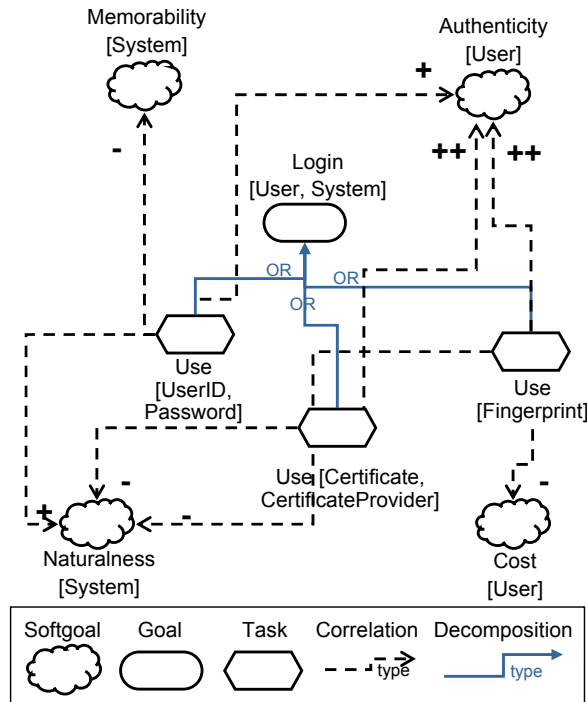 Memorability
[System]
Authenticity
[User]
+
-
++
++
Login
[User, System]
OR
OR
OR
Use
[UserID,
Password]
Use
[Fingerprint]
Use [Certificate,
CertificateProvider]
-
-
+
-
Naturalness
[System]
Cost
[User]
Softgoal
Goal
Task
Correlation
type
Decomposition
type